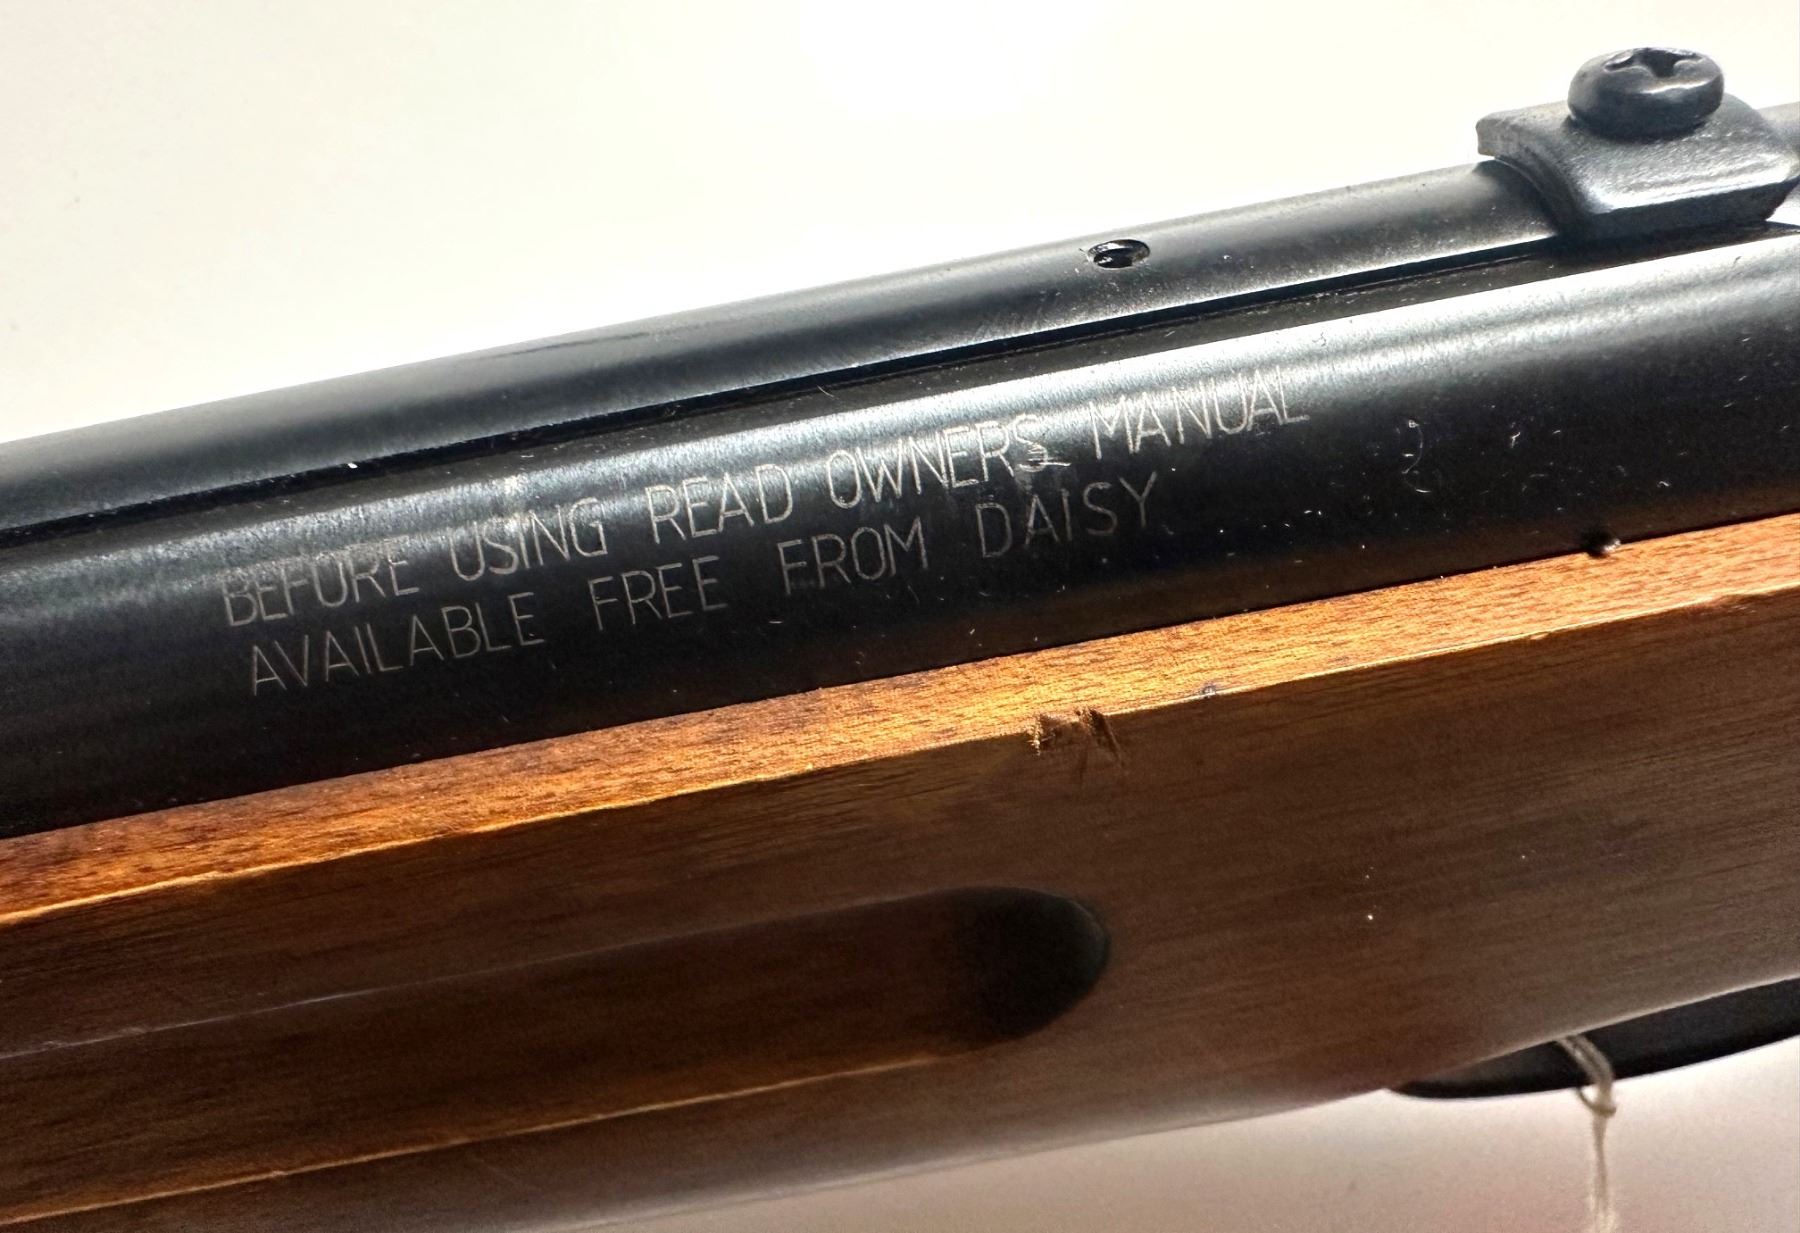 BEFORE USING READ OWNERS MANUAL
AVAILABLE FREE FROM DAISY